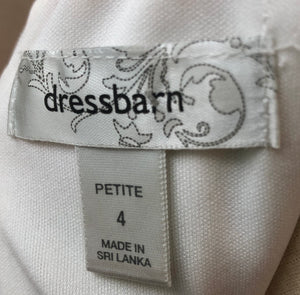 dressbarn
PETITE
4
MADE IN
SRI LANKA